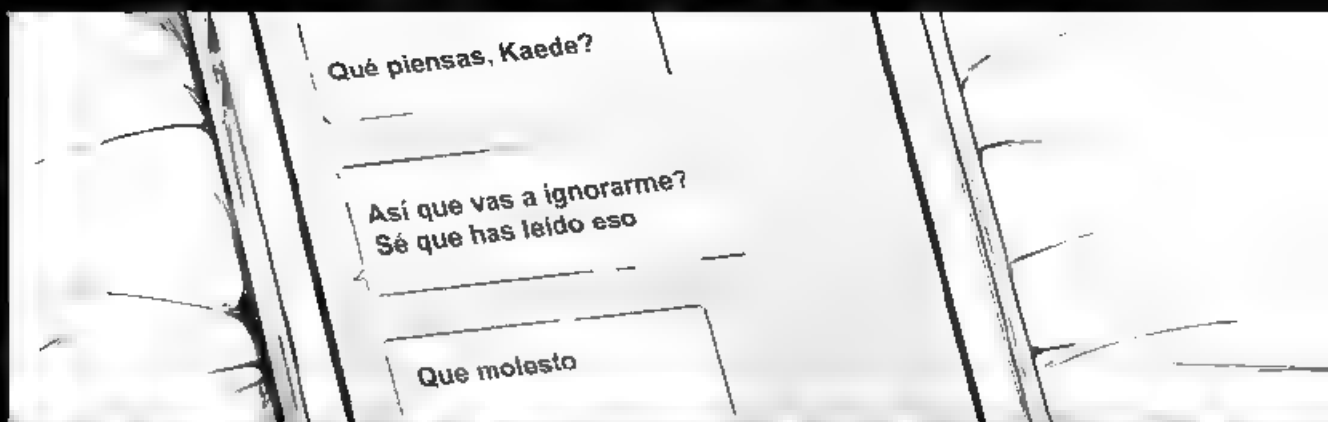 Qué piensas, Kaede?
Así que vas a ignorarme?
Sé que has leído eso
Que molesto